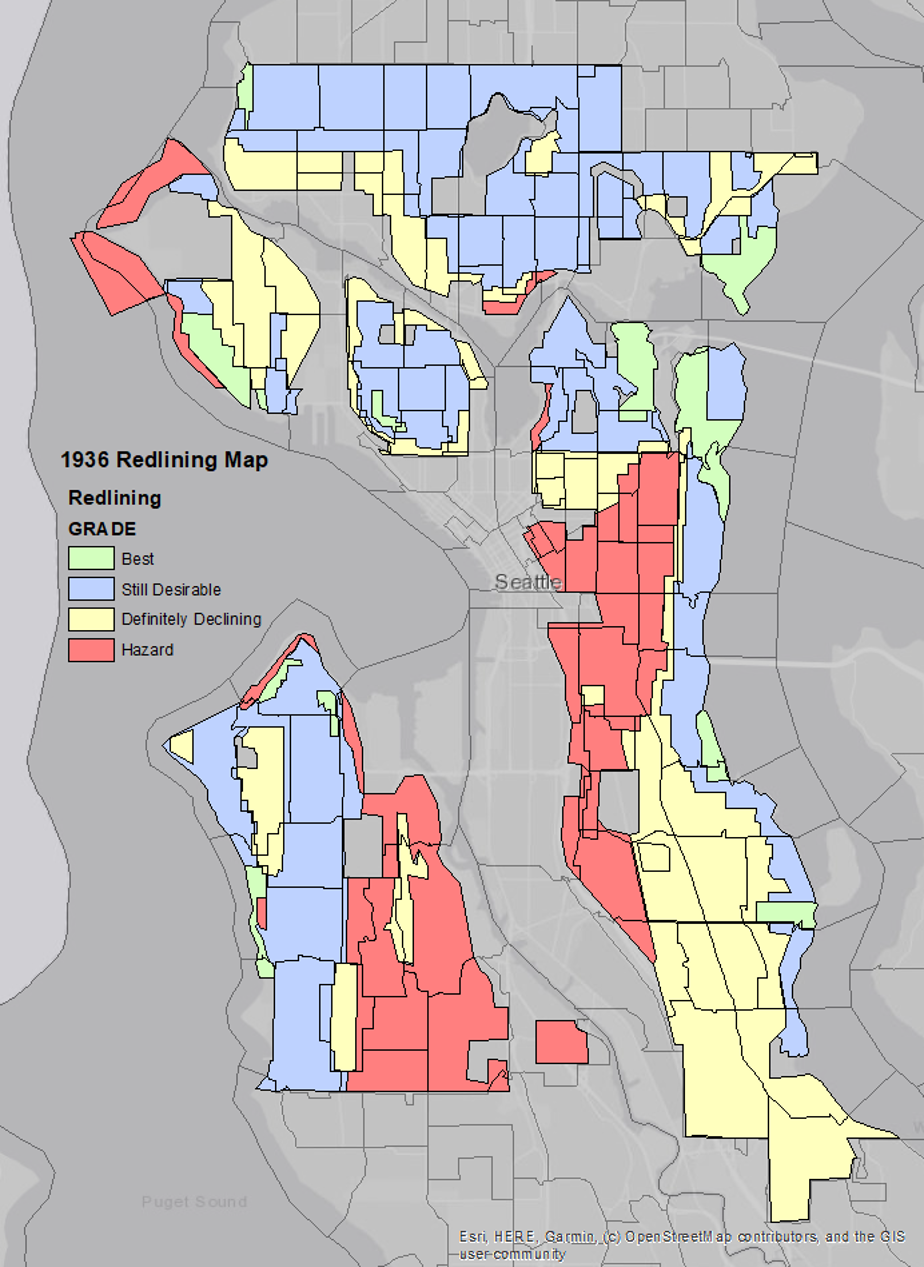 1936 Redlining Map
Redlining
GRADE
Best
Still Desirable
Definitely Declining
Hazard
Seattle
Puget Sound
Esri, HERE, Garmin, (c) OpenStreetMap contributors, and the GIS
user community